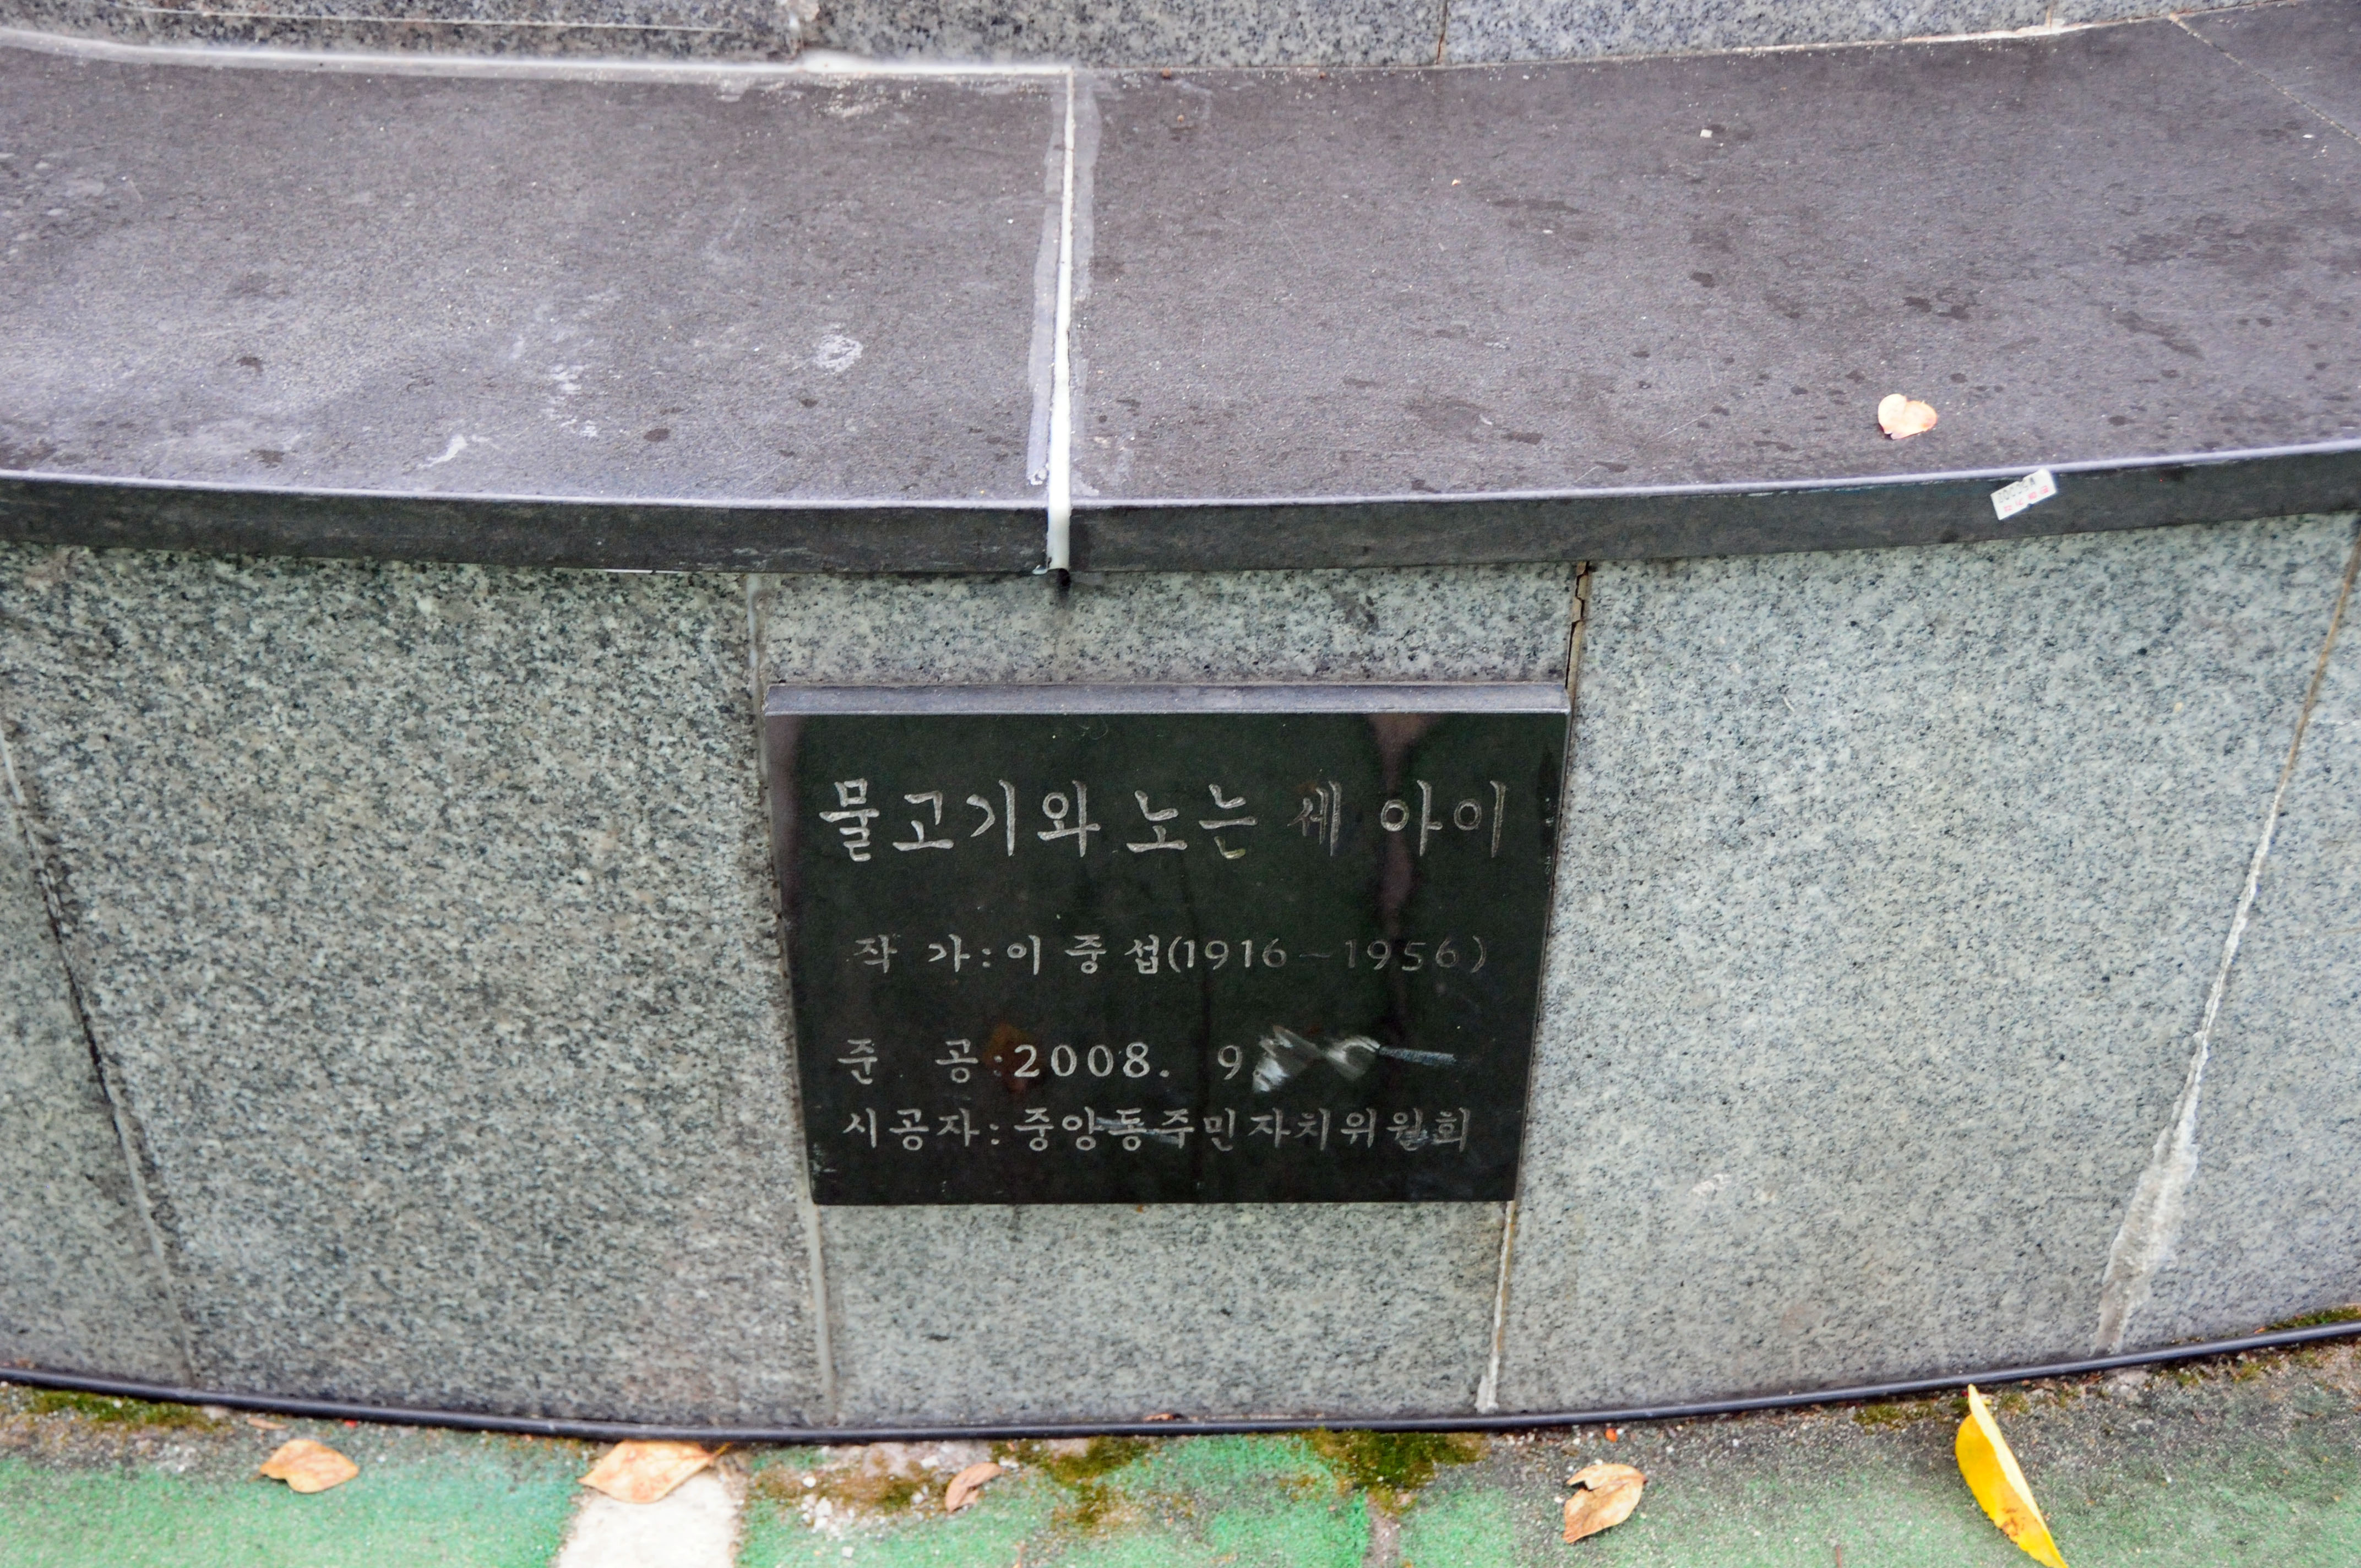 물고기와 노는 세 아이
작 가:이 중 섭(1916~1956)
준 공:2008. 9
시공자:중앙동주민자치위원회